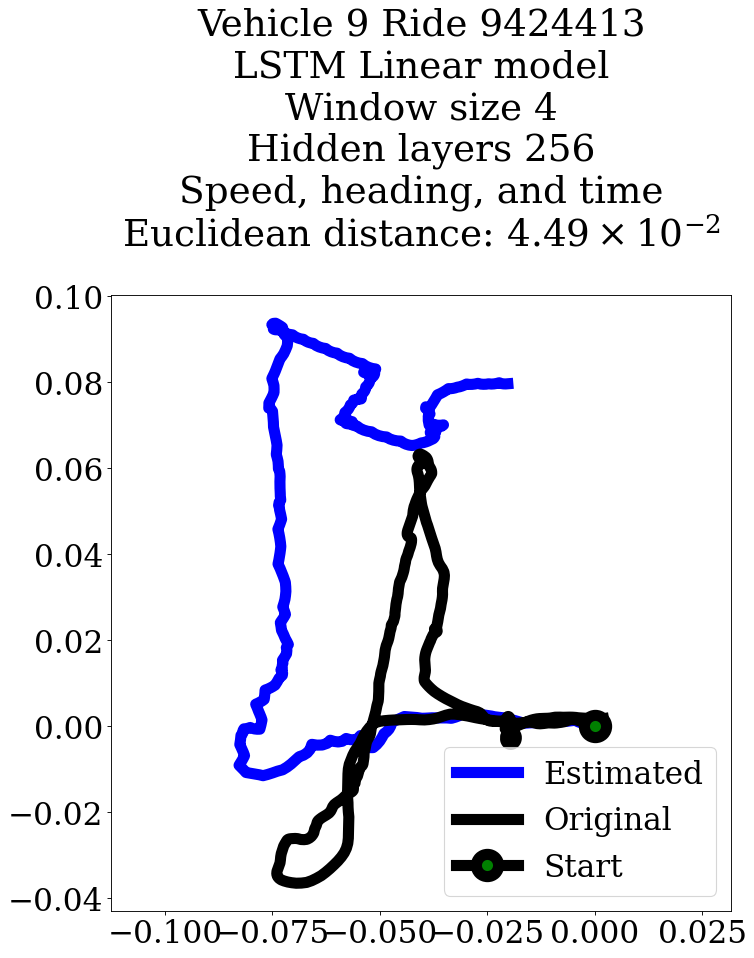 Vehicle 9 Ride 9424413
LSTM Linear model
Window size 4
Hidden layers 256
Speed, heading, and time
Euclidean distance: 4.49 × 10⁻²
0.10
0.08
0.06
0.04
0.02
0.00
−0.02
−0.04
Estimated
Original
Start
−0.100 −0.075 −0.050 −0.025 0.000 0.025